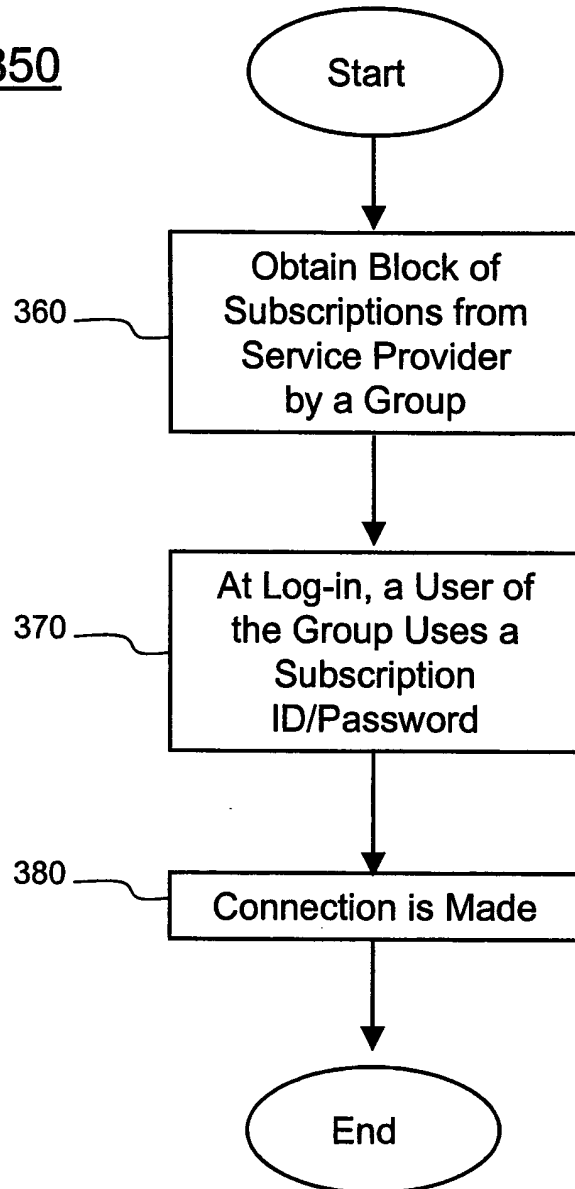 350
Start
360
Obtain Block of
Subscriptions from
Service Provider
by a Group
370
At Log-in, a User of
the Group Uses a
Subscription
ID/Password
380
Connection is Made
End